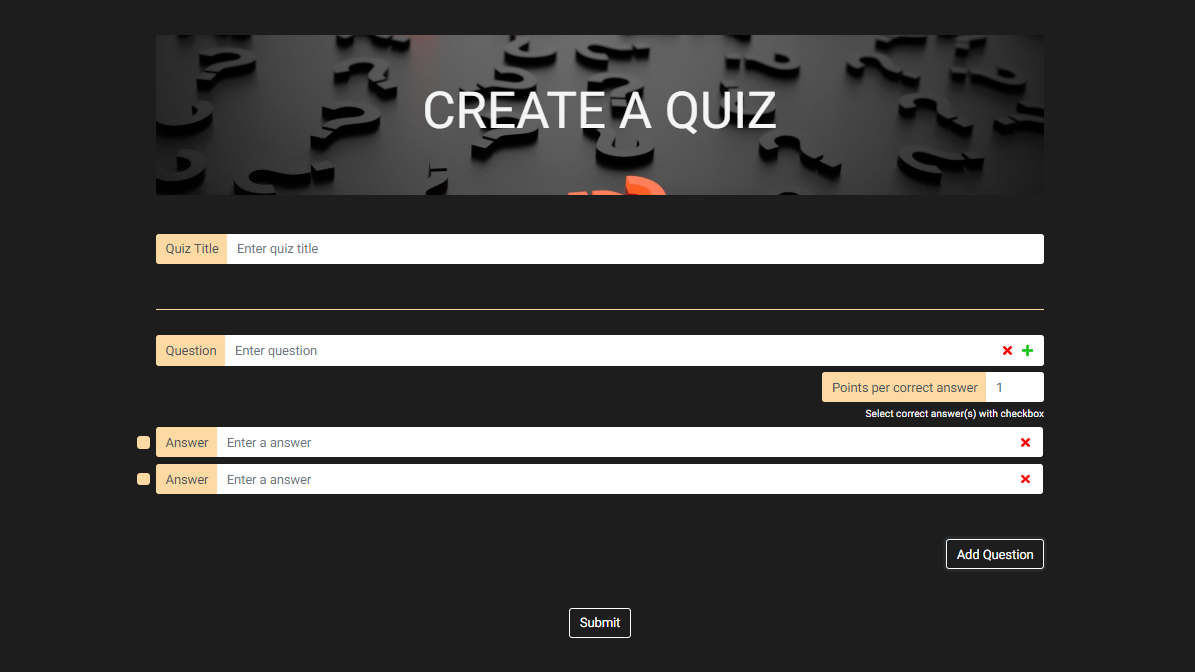 CREATE A QUIZ
Quiz Title Enter quiz title
Question Enter question
Points per correct answer 1
Select correct answer(s) with checkbox
Answer Enter a answer
Answer Enter a answer
Add Question
Submit